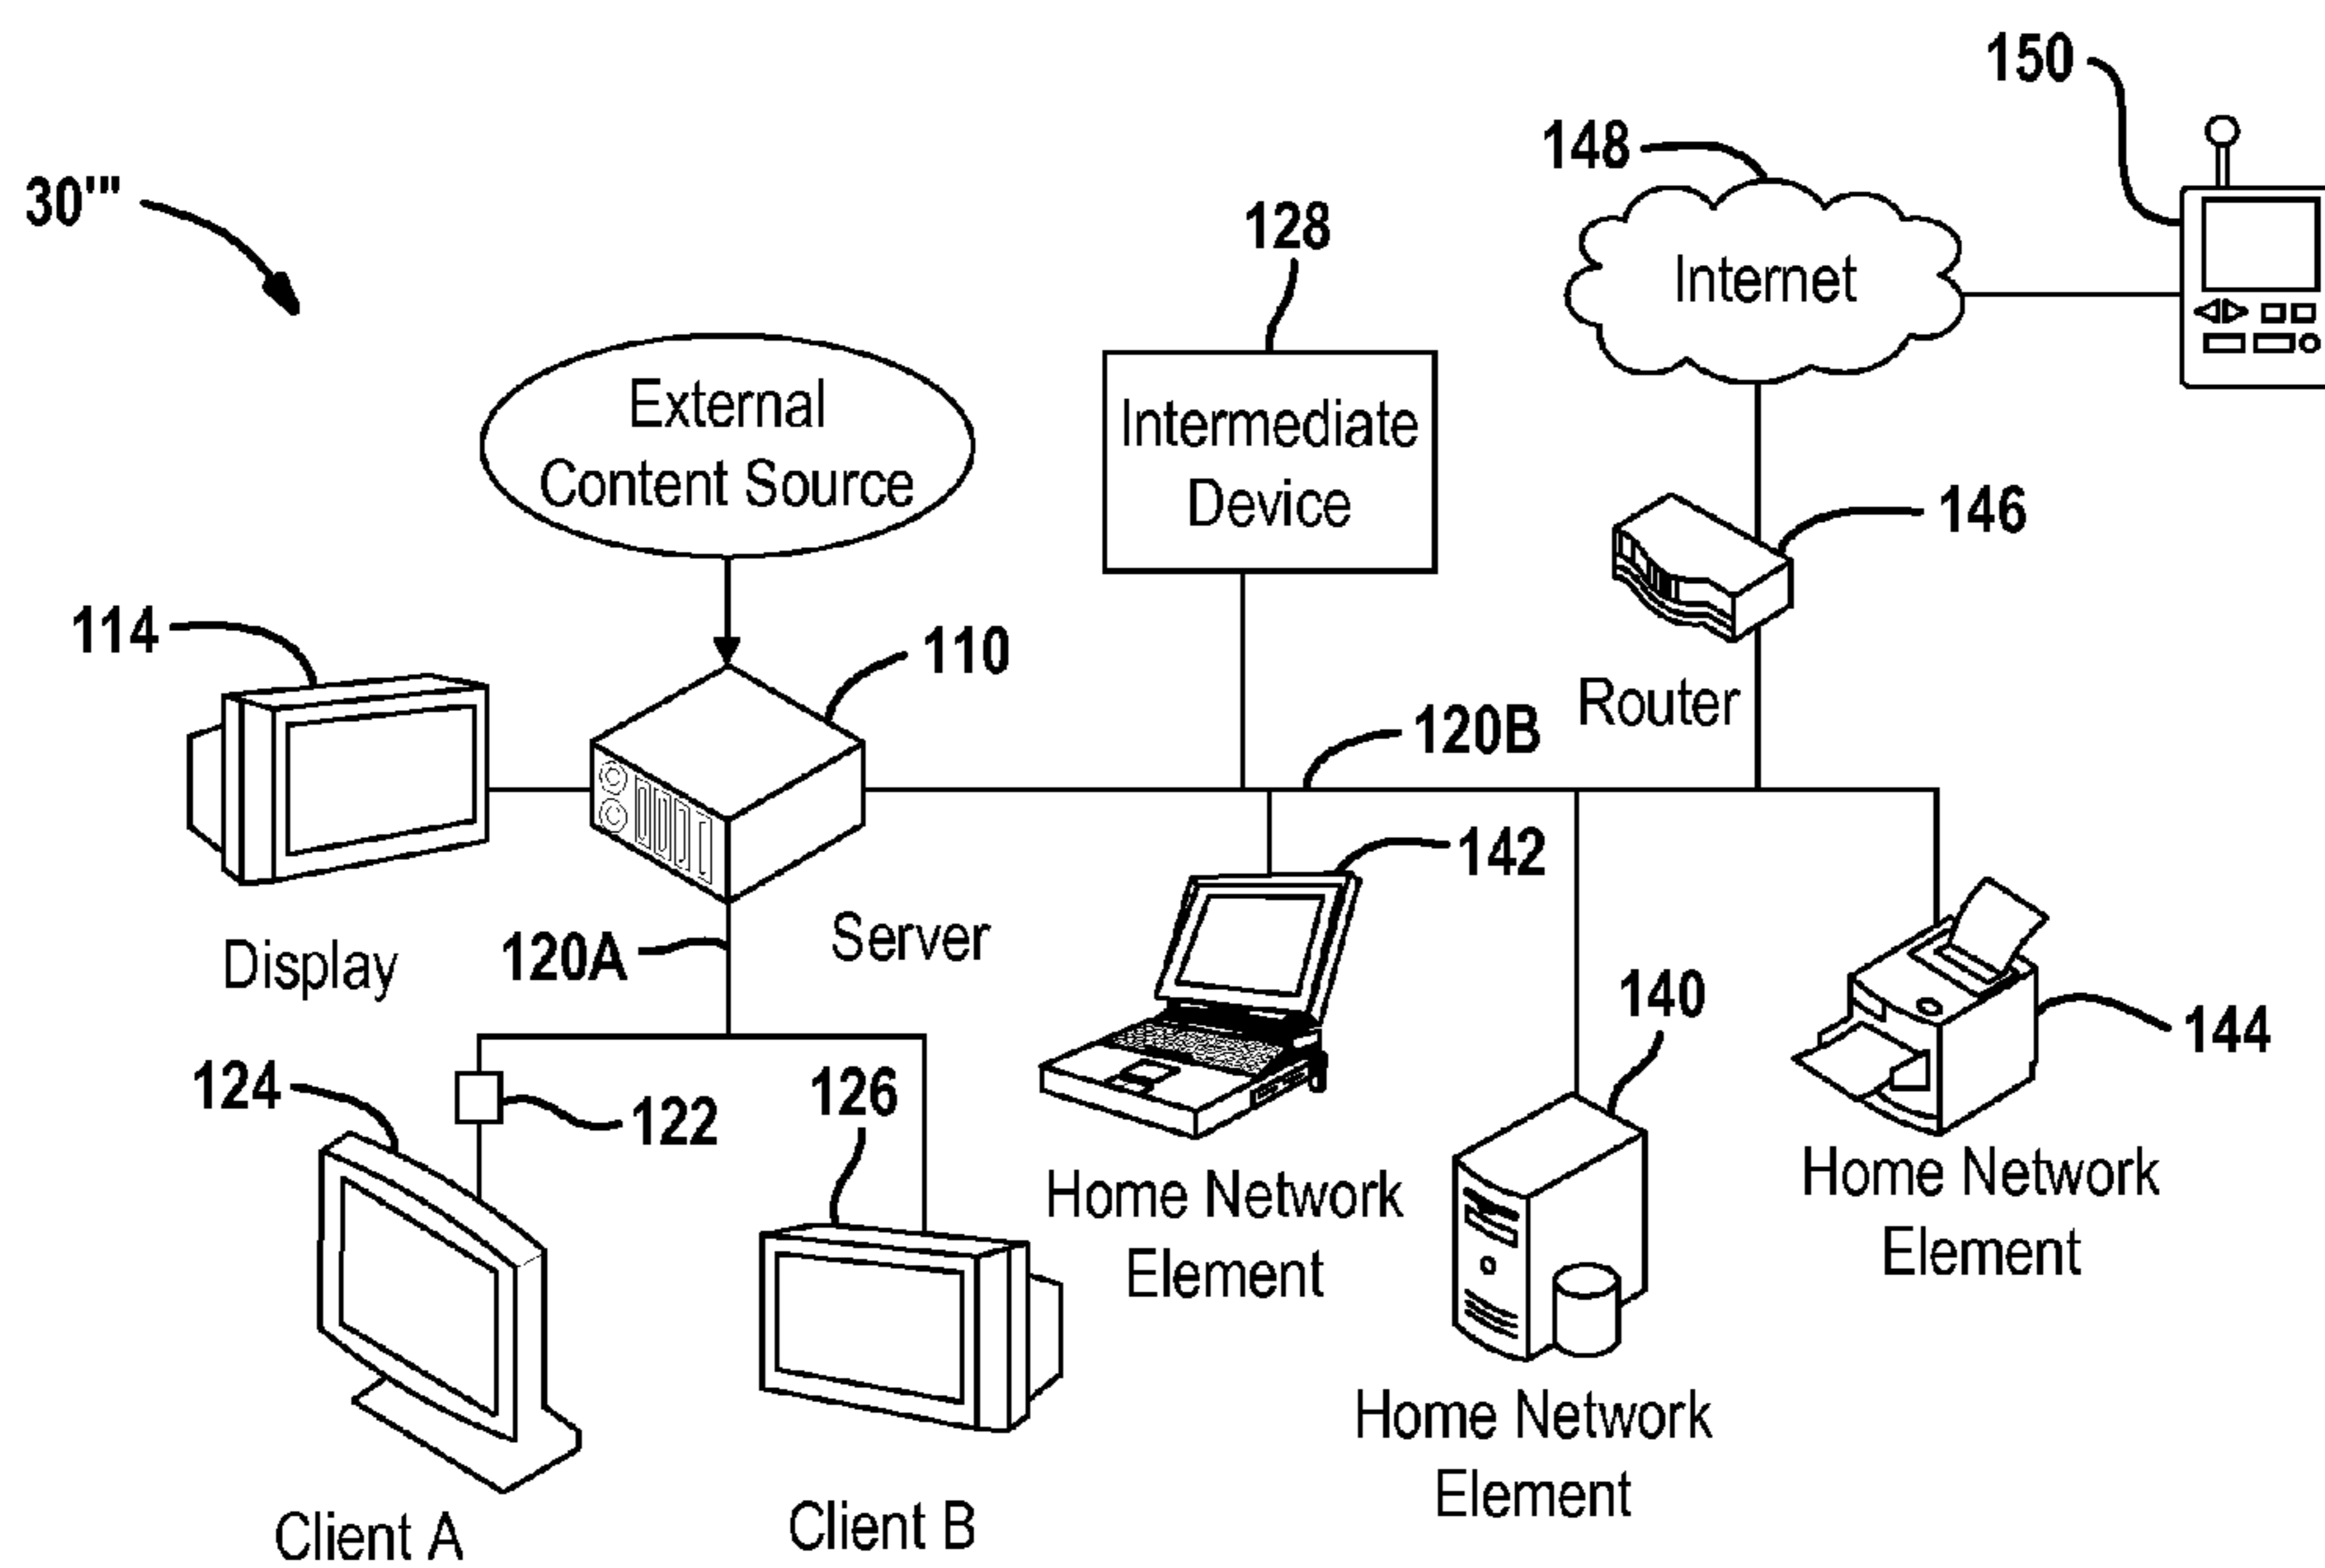 150
148
30'''
128
Internet
External
Content Source
Intermediate
Device
146
114
110
Router
120B
142
Server
120A
Display
140
144
124
126
122
Home Network
Element
Home Network
Element
Home Network
Element
Client B
Client A